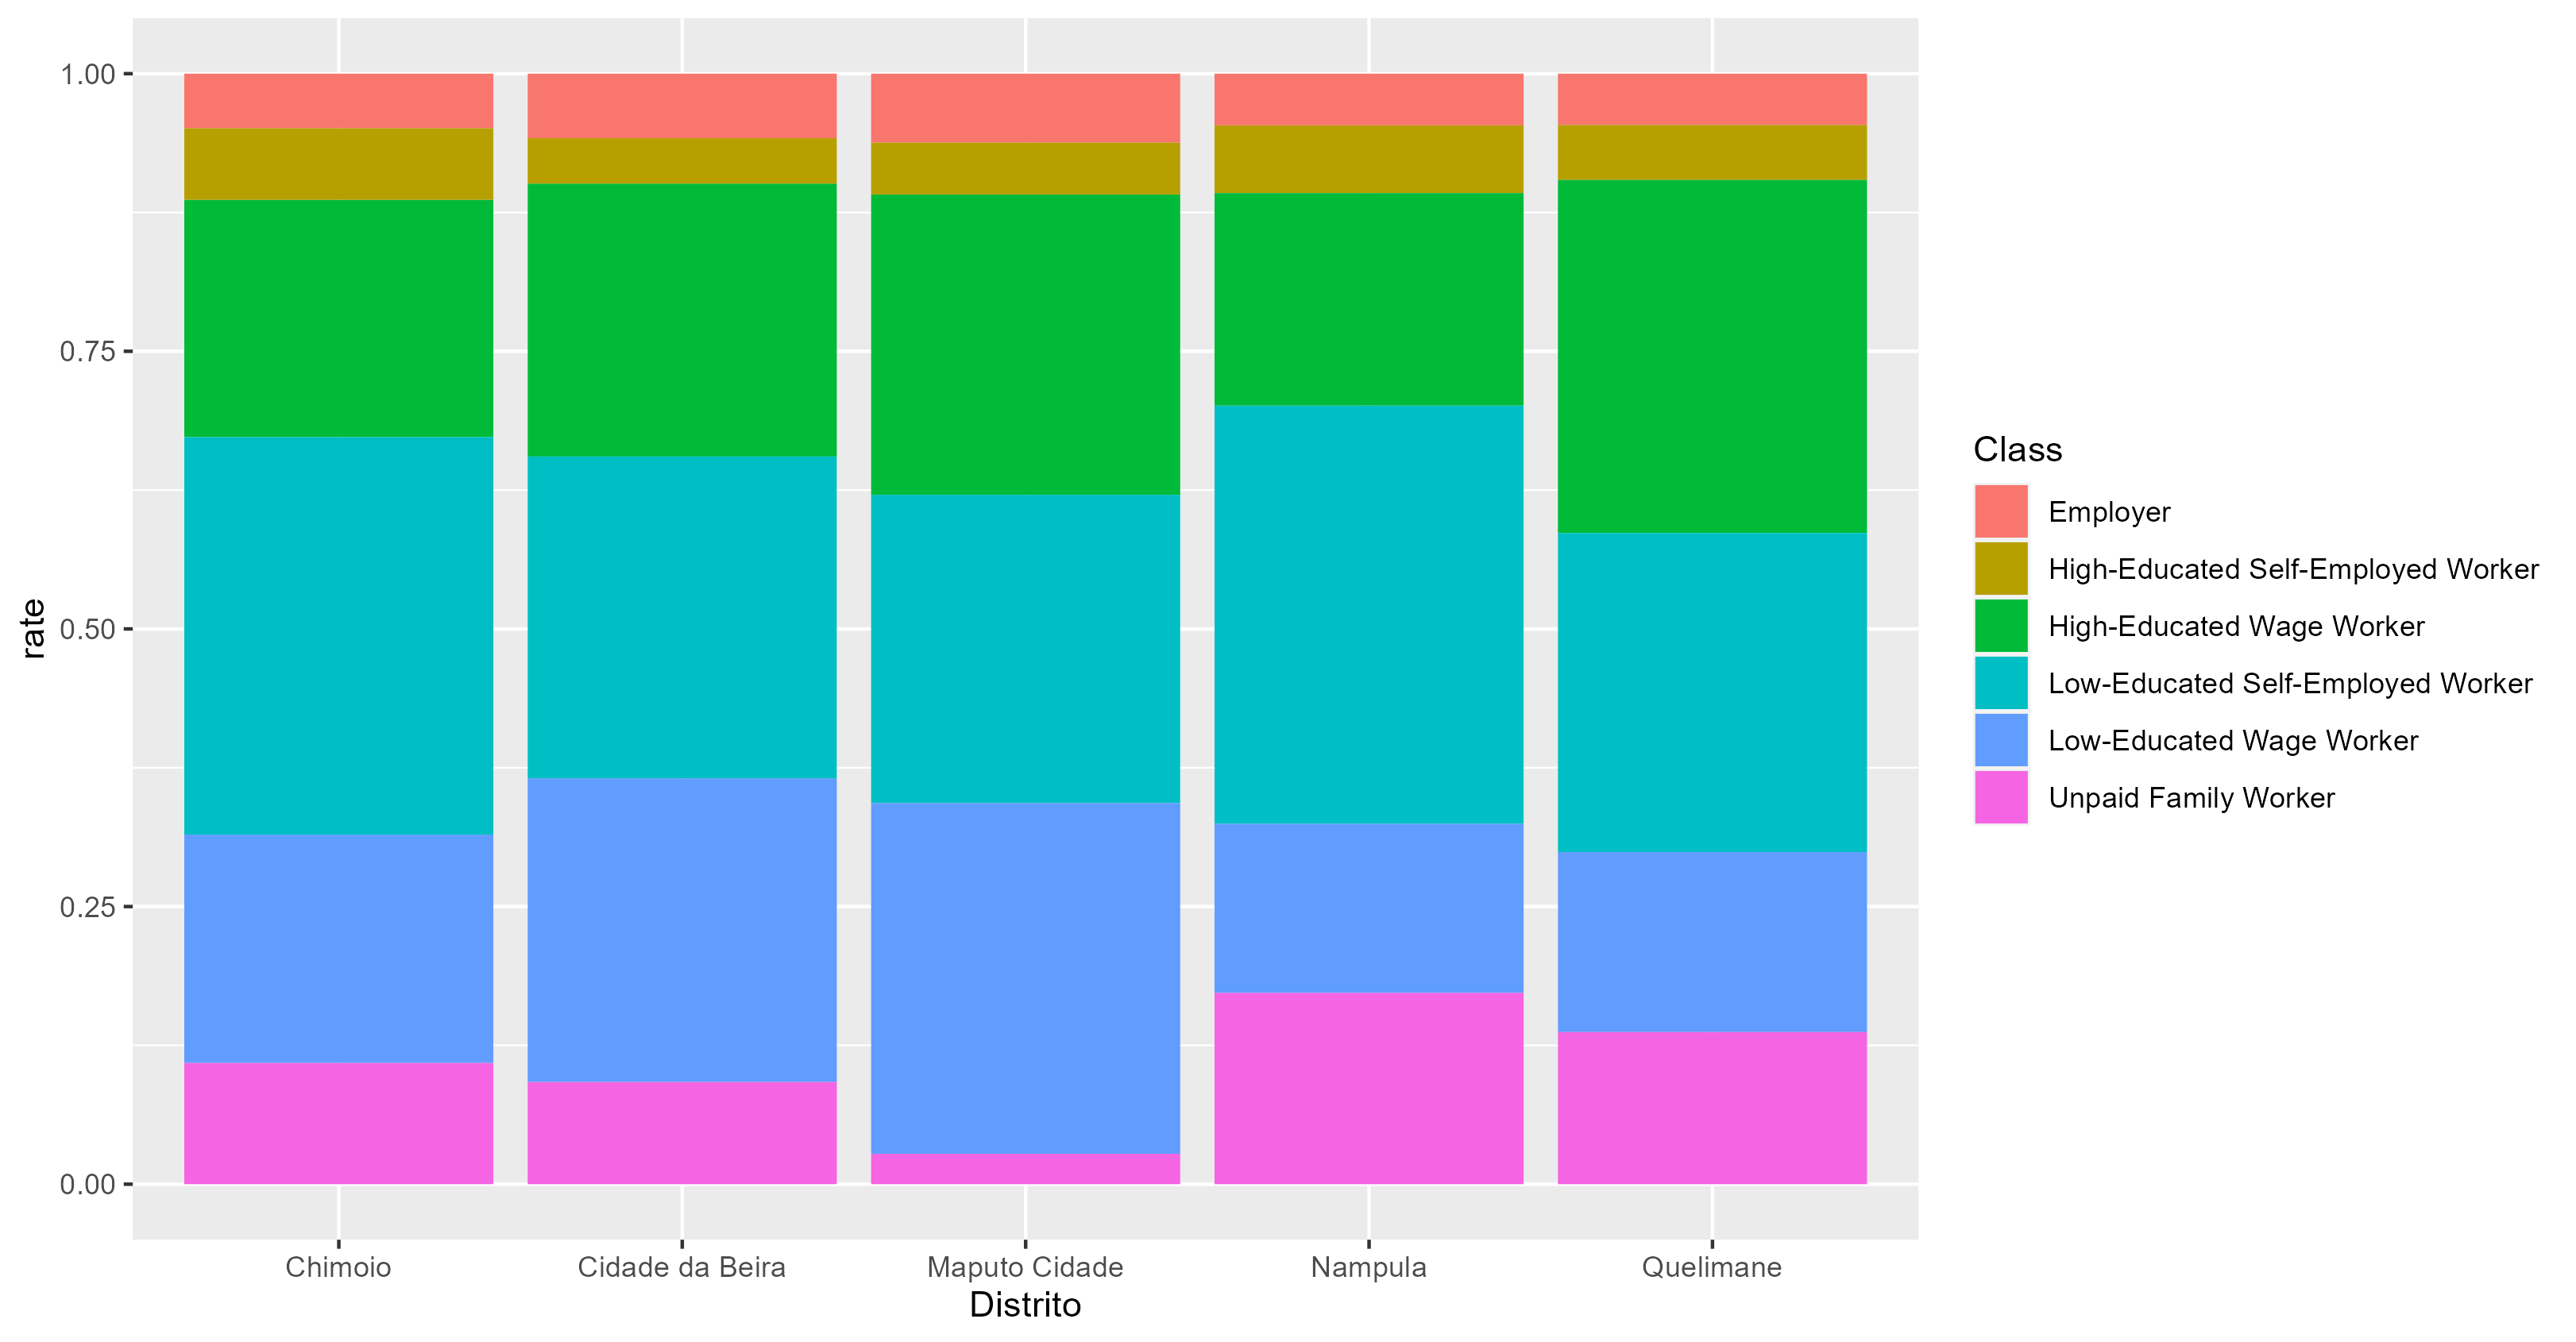 1.00
0.75
0.50
0.25
0.00
rate
Chimoio
Cidade da Beira
Maputo Cidade
Nampula
Quelimane
Distrito
Class
Employer
High-Educated Self-Employed Worker
High-Educated Wage Worker
Low-Educated Self-Employed Worker
Low-Educated Wage Worker
Unpaid Family Worker